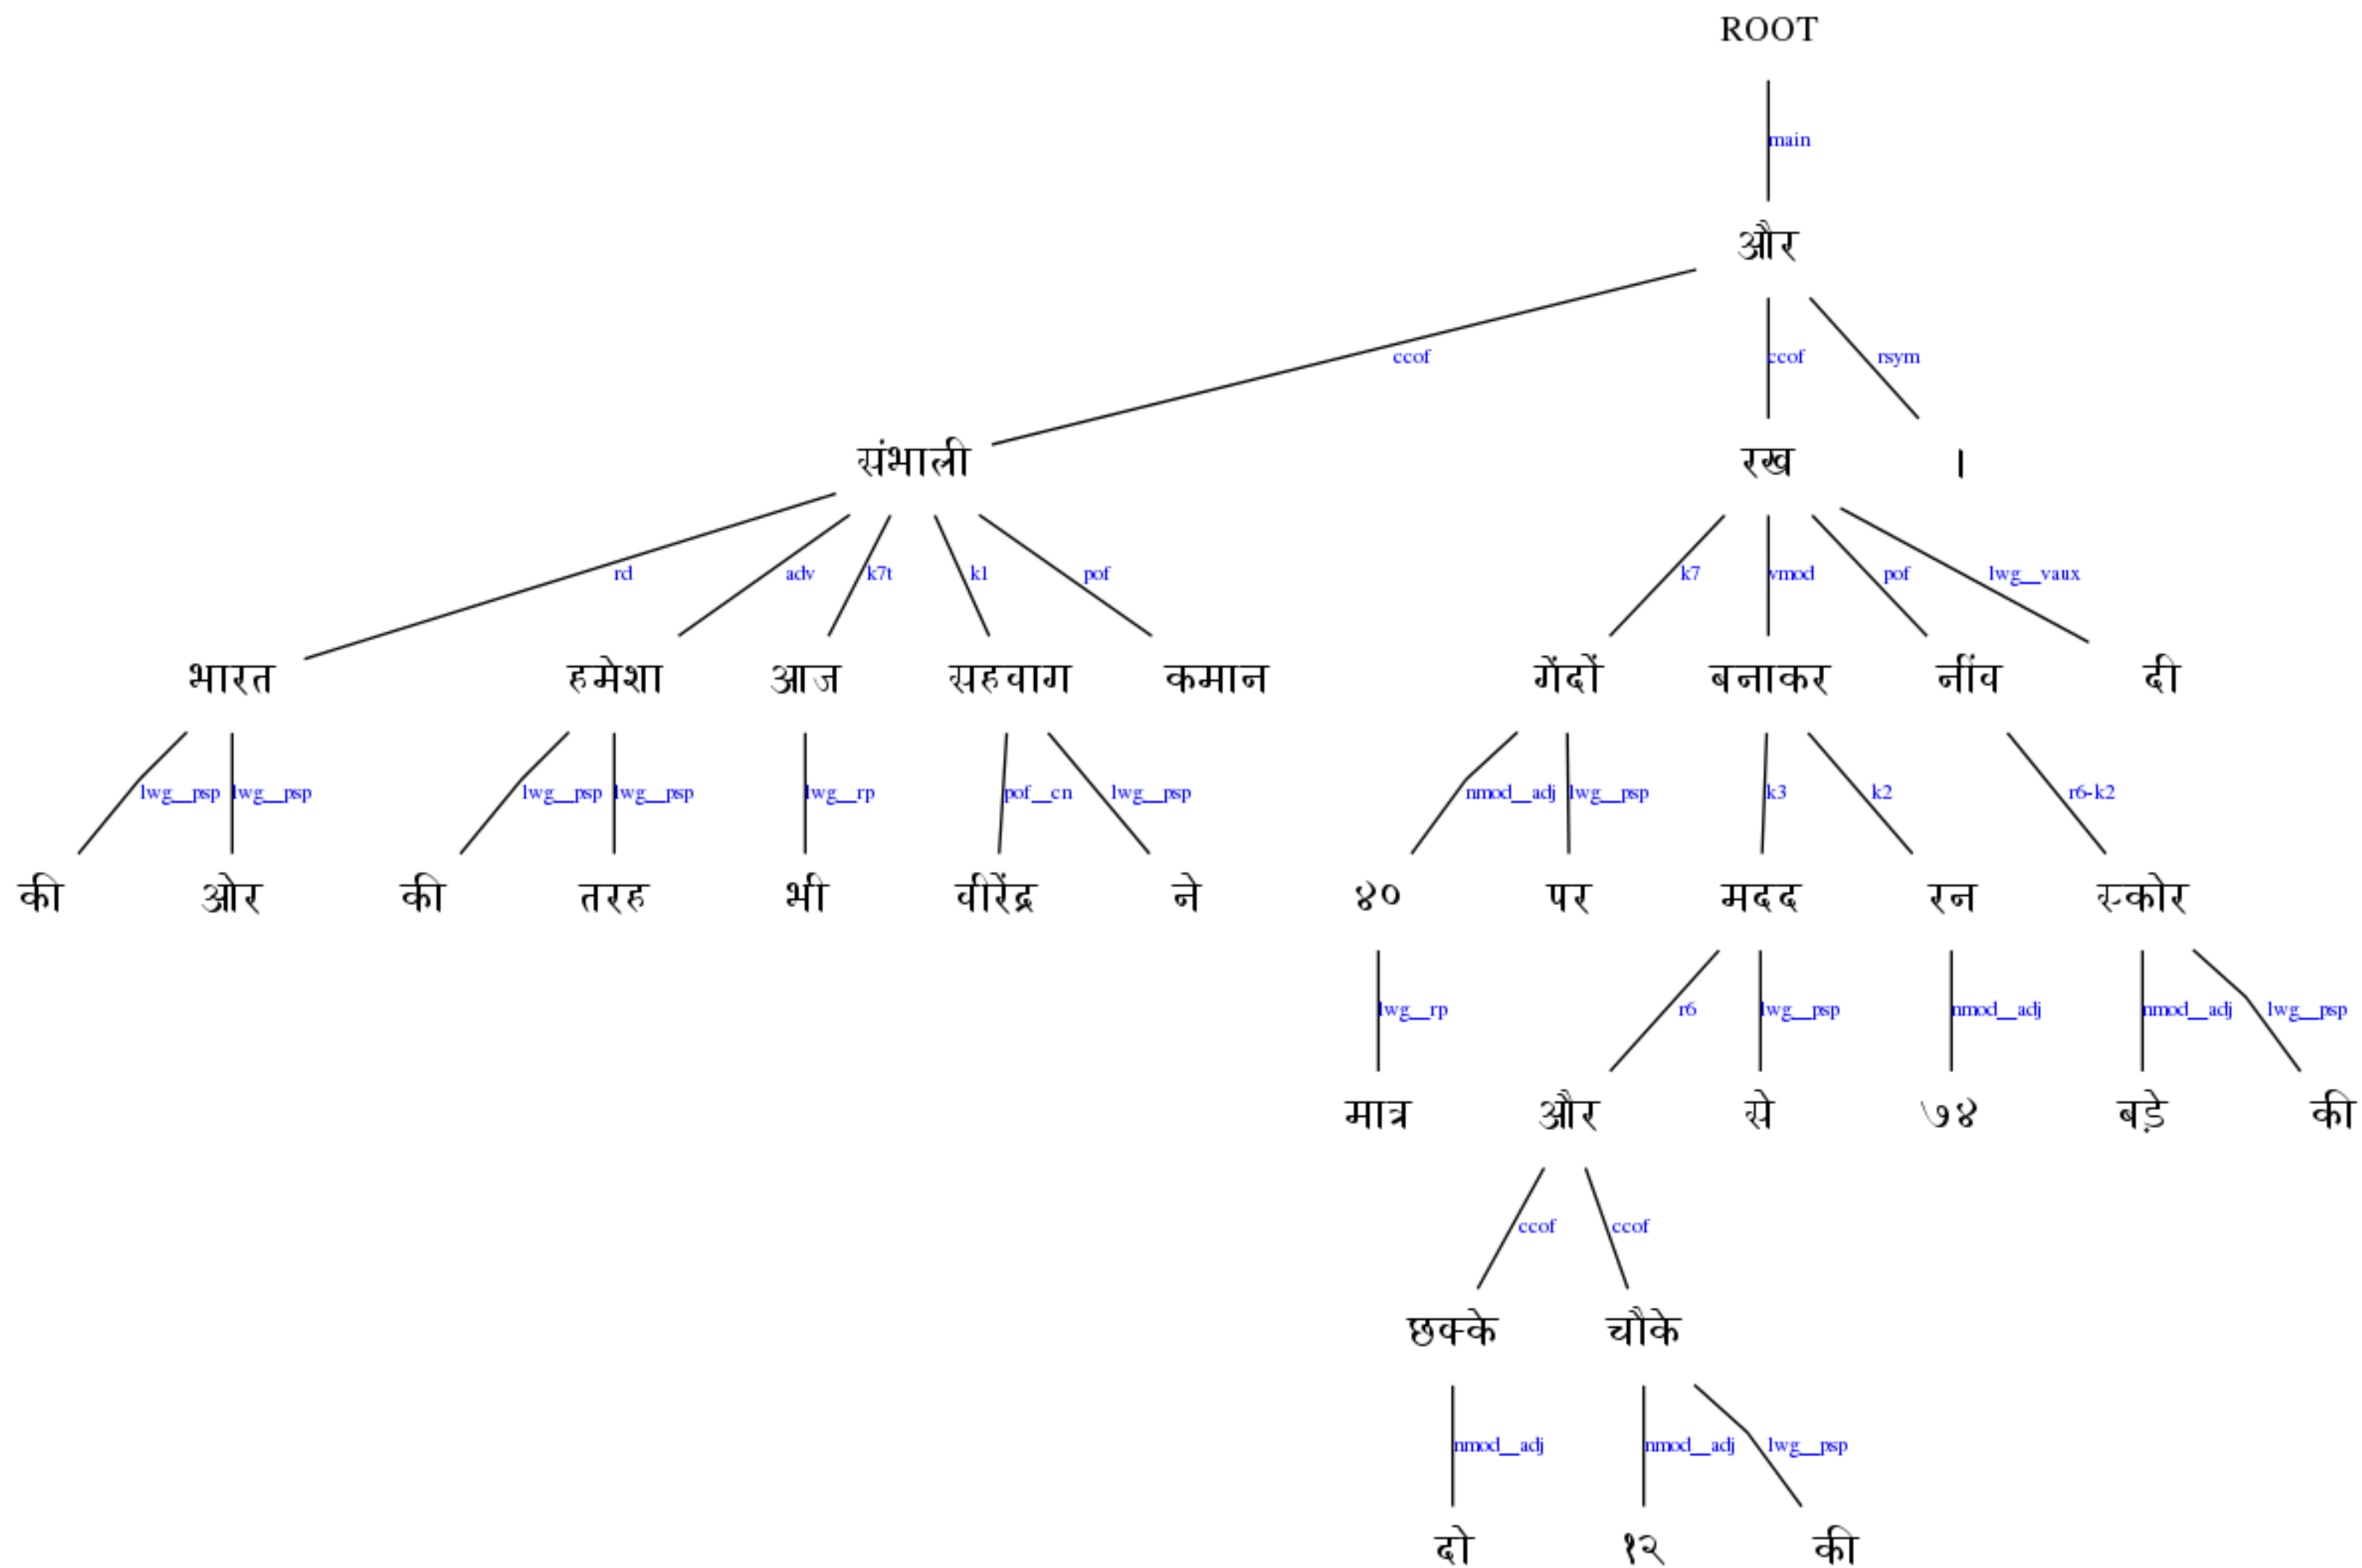 ROOT
main
और
ccof ccof rsym
संभाली रख ।
rd adv k7t k1 pof k7 vmod pof lwg__vaux
भारत हमेशा आज सहवाग कमान गेंदों बनाकर नींव दी
lwg__psp lwg__psp lwg__psp lwg__psp lwg__rp pof__cn lwg__psp nmod__adj lwg__psp k3 k2 r6-k2
की ओर की तरह भी वीरेंद्र ने ४० पर मदद रन स्कोर
lwg__rp r6 lwg__psp nmod__adj nmod__adj lwg__psp
मात्र और से ७४ बड़े की
ccof ccof
छक्के चौके
nmod__adj nmod__adj lwg__psp
दो १२ की